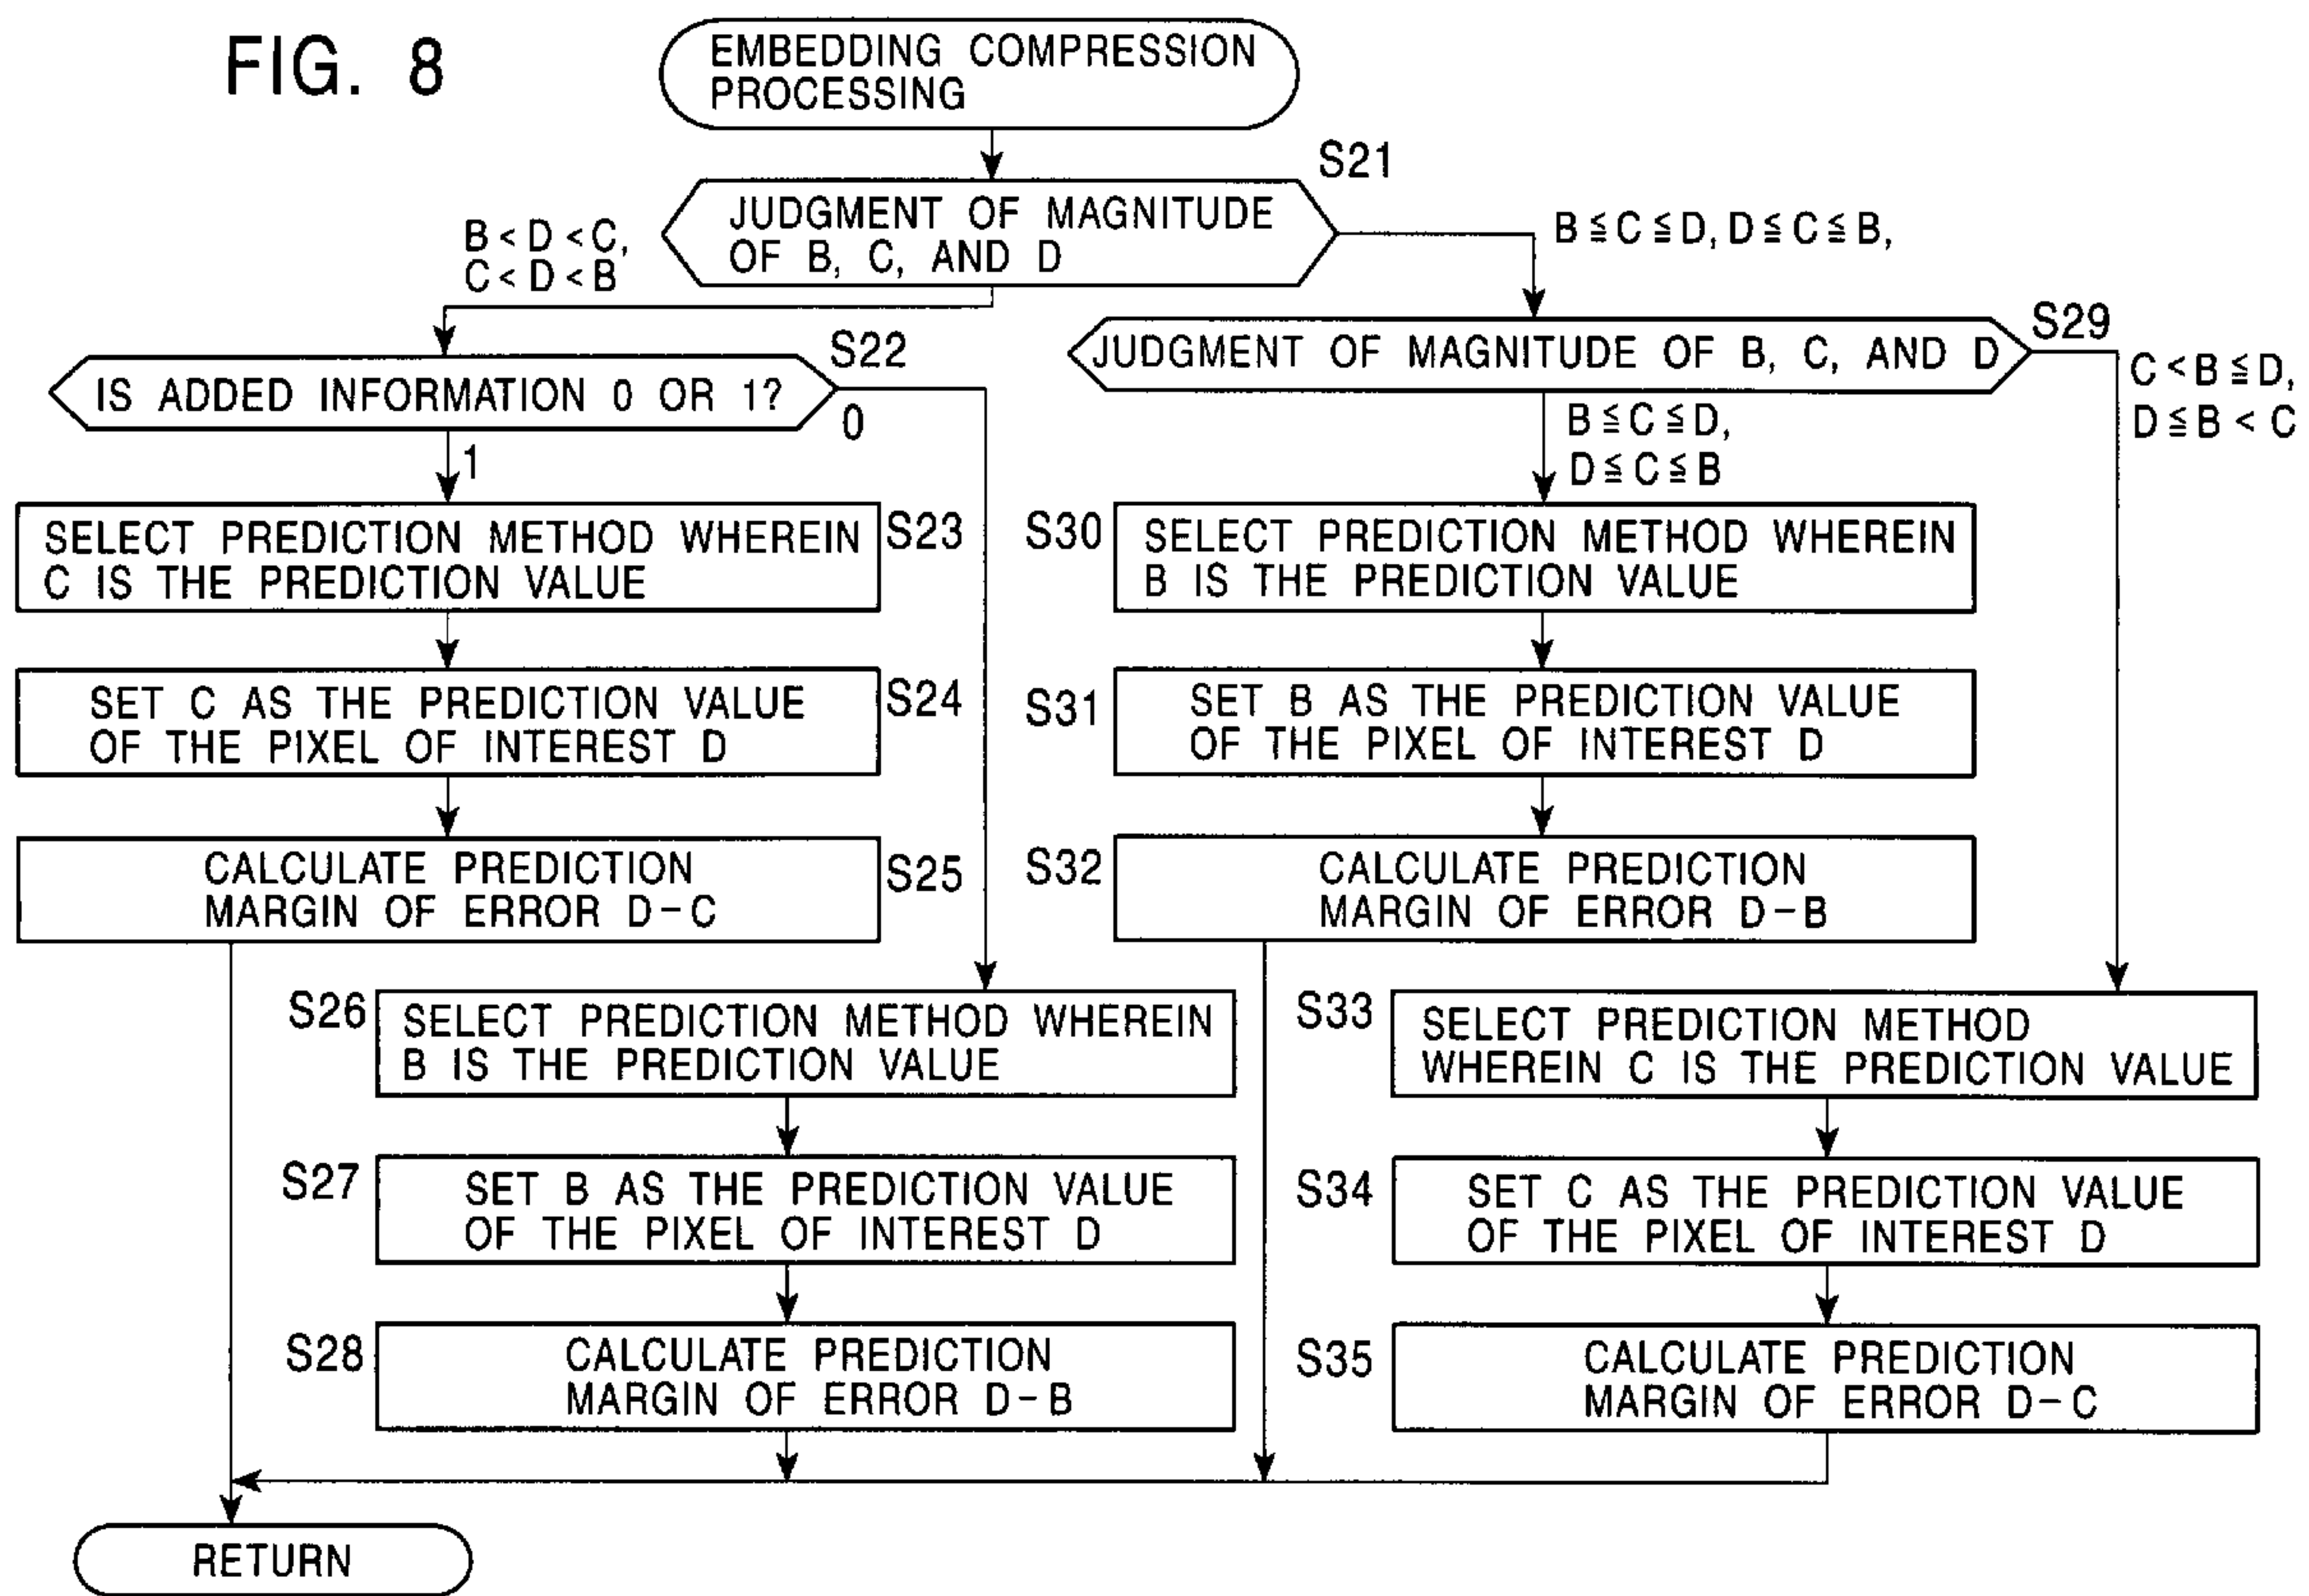 FIG. 8
EMBEDDING COMPRESSION
PROCESSING
S21
JUDGMENT OF MAGNITUDE
OF B, C, AND D
B < D < C,
C < D < B
B ≦ C ≦ D, D ≦ C ≦ B,
S22
IS ADDED INFORMATION 0 OR 1?
0
1
S29
JUDGMENT OF MAGNITUDE OF B, C, AND D
C < B ≦ D,
D ≦ B < C
B ≦ C ≦ D,
D ≦ C ≦ B
S23
SELECT PREDICTION METHOD WHEREIN
C IS THE PREDICTION VALUE
S30
SELECT PREDICTION METHOD WHEREIN
B IS THE PREDICTION VALUE
S24
SET C AS THE PREDICTION VALUE
OF THE PIXEL OF INTEREST D
S31
SET B AS THE PREDICTION VALUE
OF THE PIXEL OF INTEREST D
S25
CALCULATE PREDICTION
MARGIN OF ERROR D-C
S32
CALCULATE PREDICTION
MARGIN OF ERROR D-B
S26
SELECT PREDICTION METHOD WHEREIN
B IS THE PREDICTION VALUE
S33
SELECT PREDICTION METHOD
WHEREIN C IS THE PREDICTION VALUE
S27
SET B AS THE PREDICTION VALUE
OF THE PIXEL OF INTEREST D
S34
SET C AS THE PREDICTION VALUE
OF THE PIXEL OF INTEREST D
S28
CALCULATE PREDICTION
MARGIN OF ERROR D-B
S35
CALCULATE PREDICTION
MARGIN OF ERROR D-C
RETURN